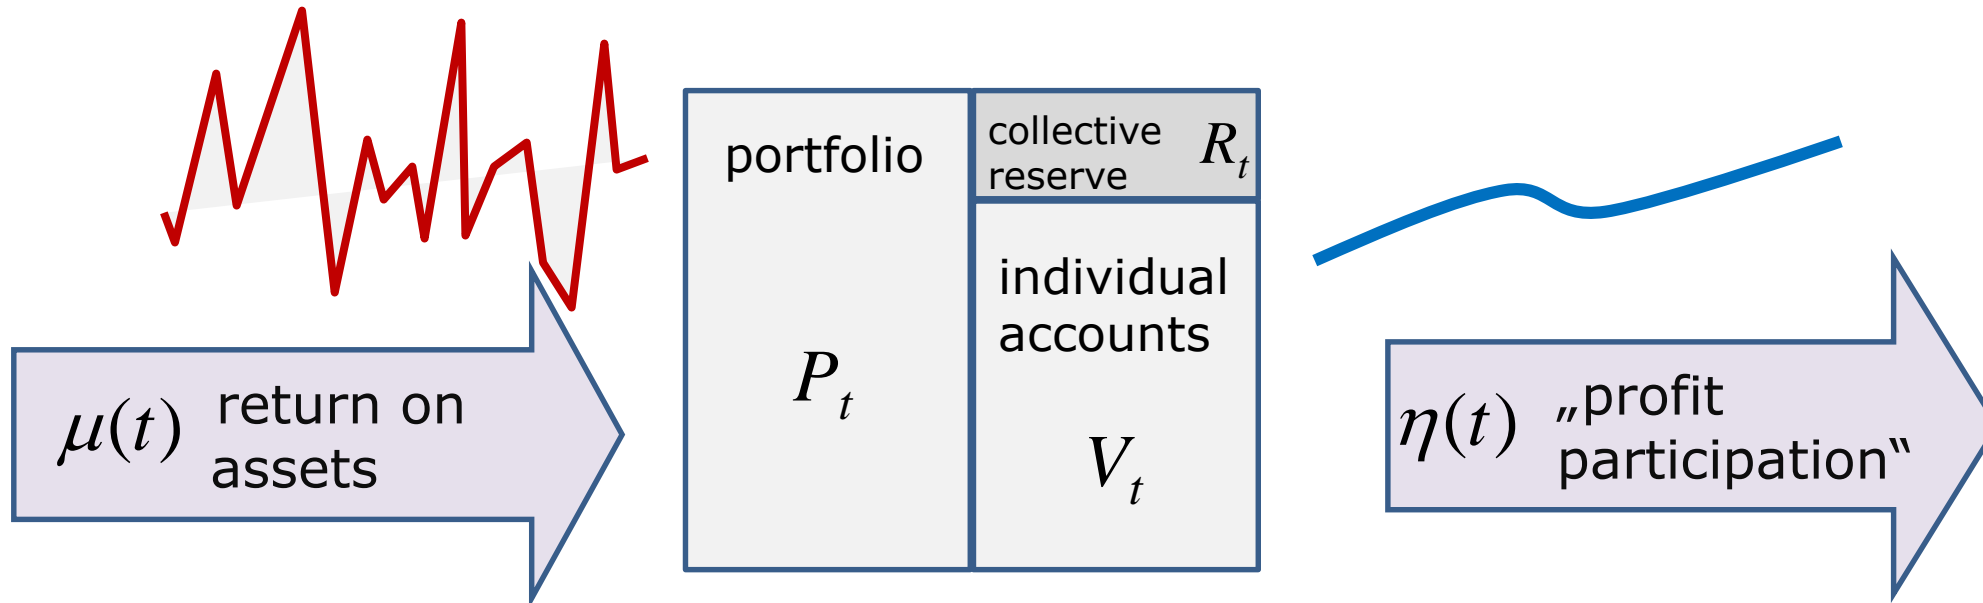 μ(t) return on
assets
portfolio
P_t
collective
reserve R_t
individual
accounts
V_t
η(t) „profit
participation“